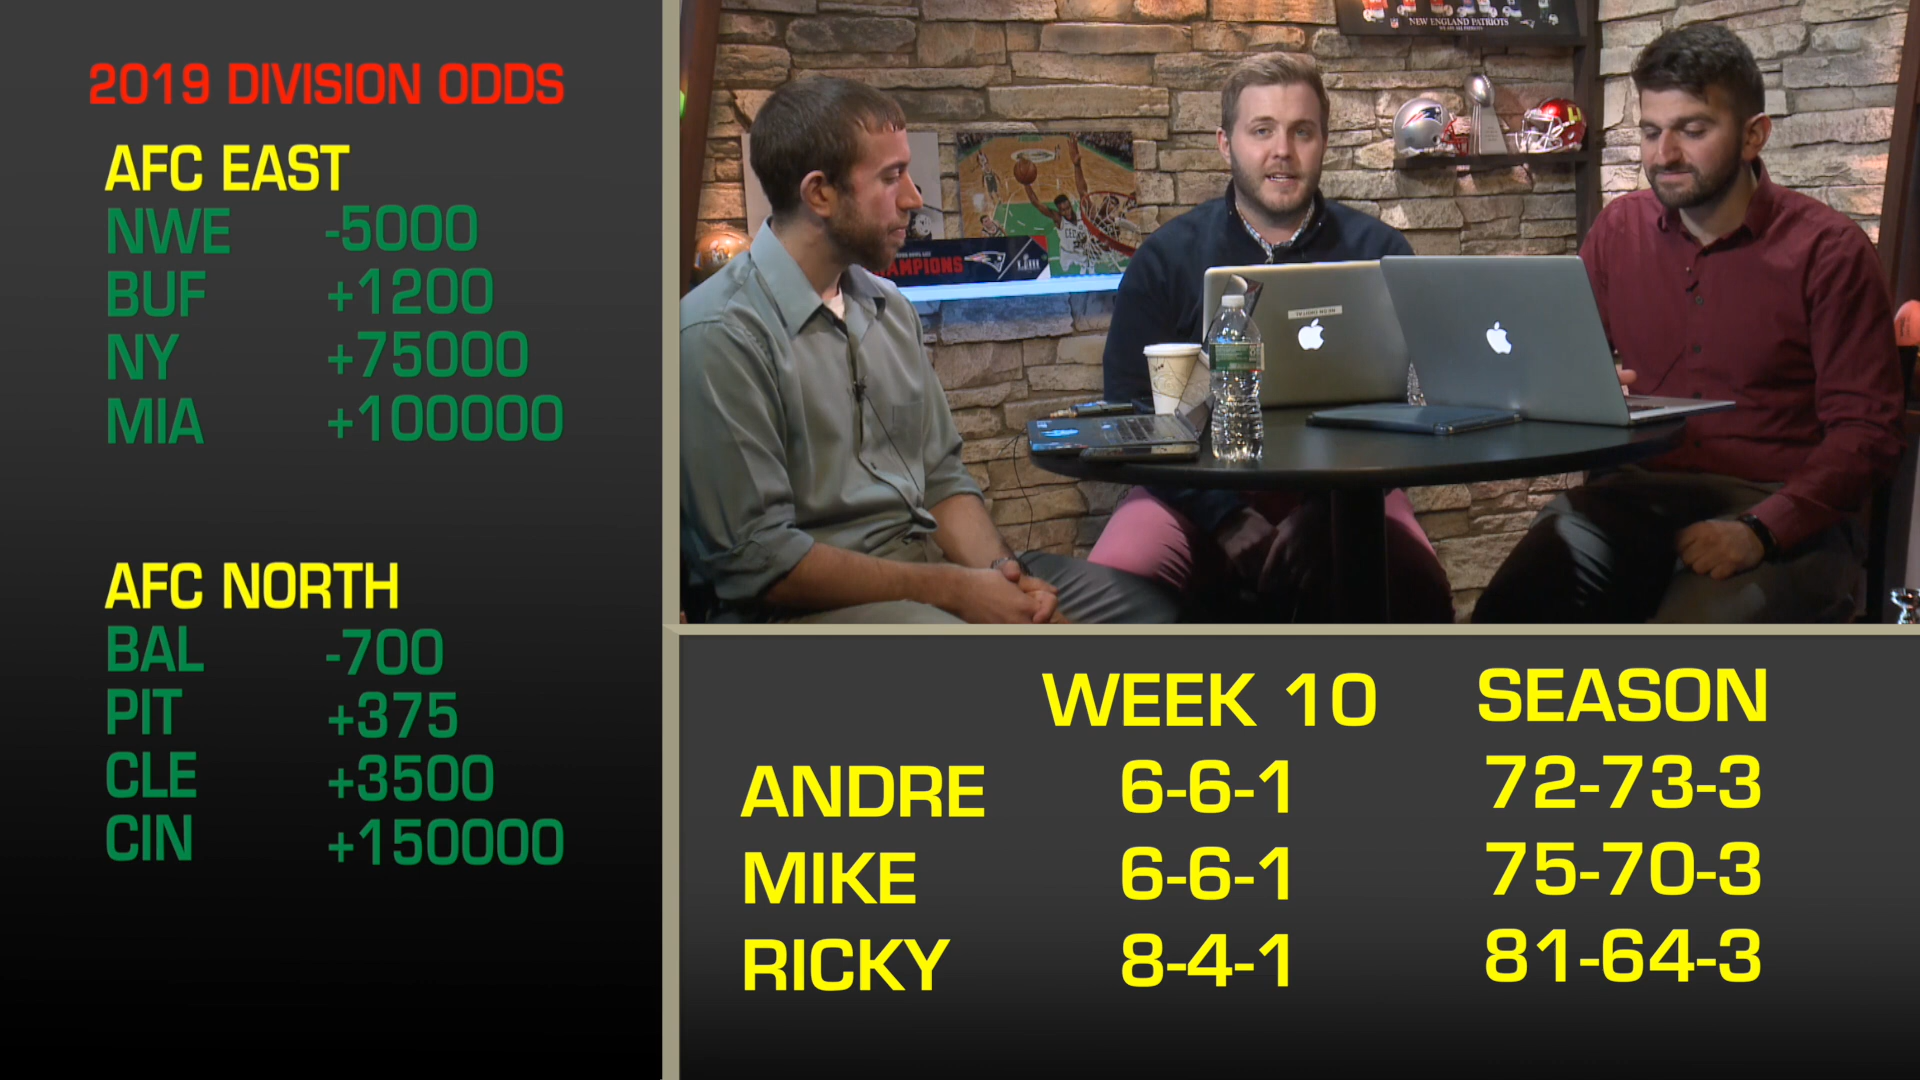 2019 DIVISION ODDS
AFC EAST
NWE -5000
BUF +1200
NY +75000
MIA +100000
AFC NORTH
BAL -700
PIT +375
CLE +3500
CIN +150000
NEW ENGLAND PATRIOTS
AMPIONS LIII
WEEK 10 SEASON
ANDRE 6-6-1 72-73-3
MIKE 6-6-1 75-70-3
RICKY 8-4-1 81-64-3